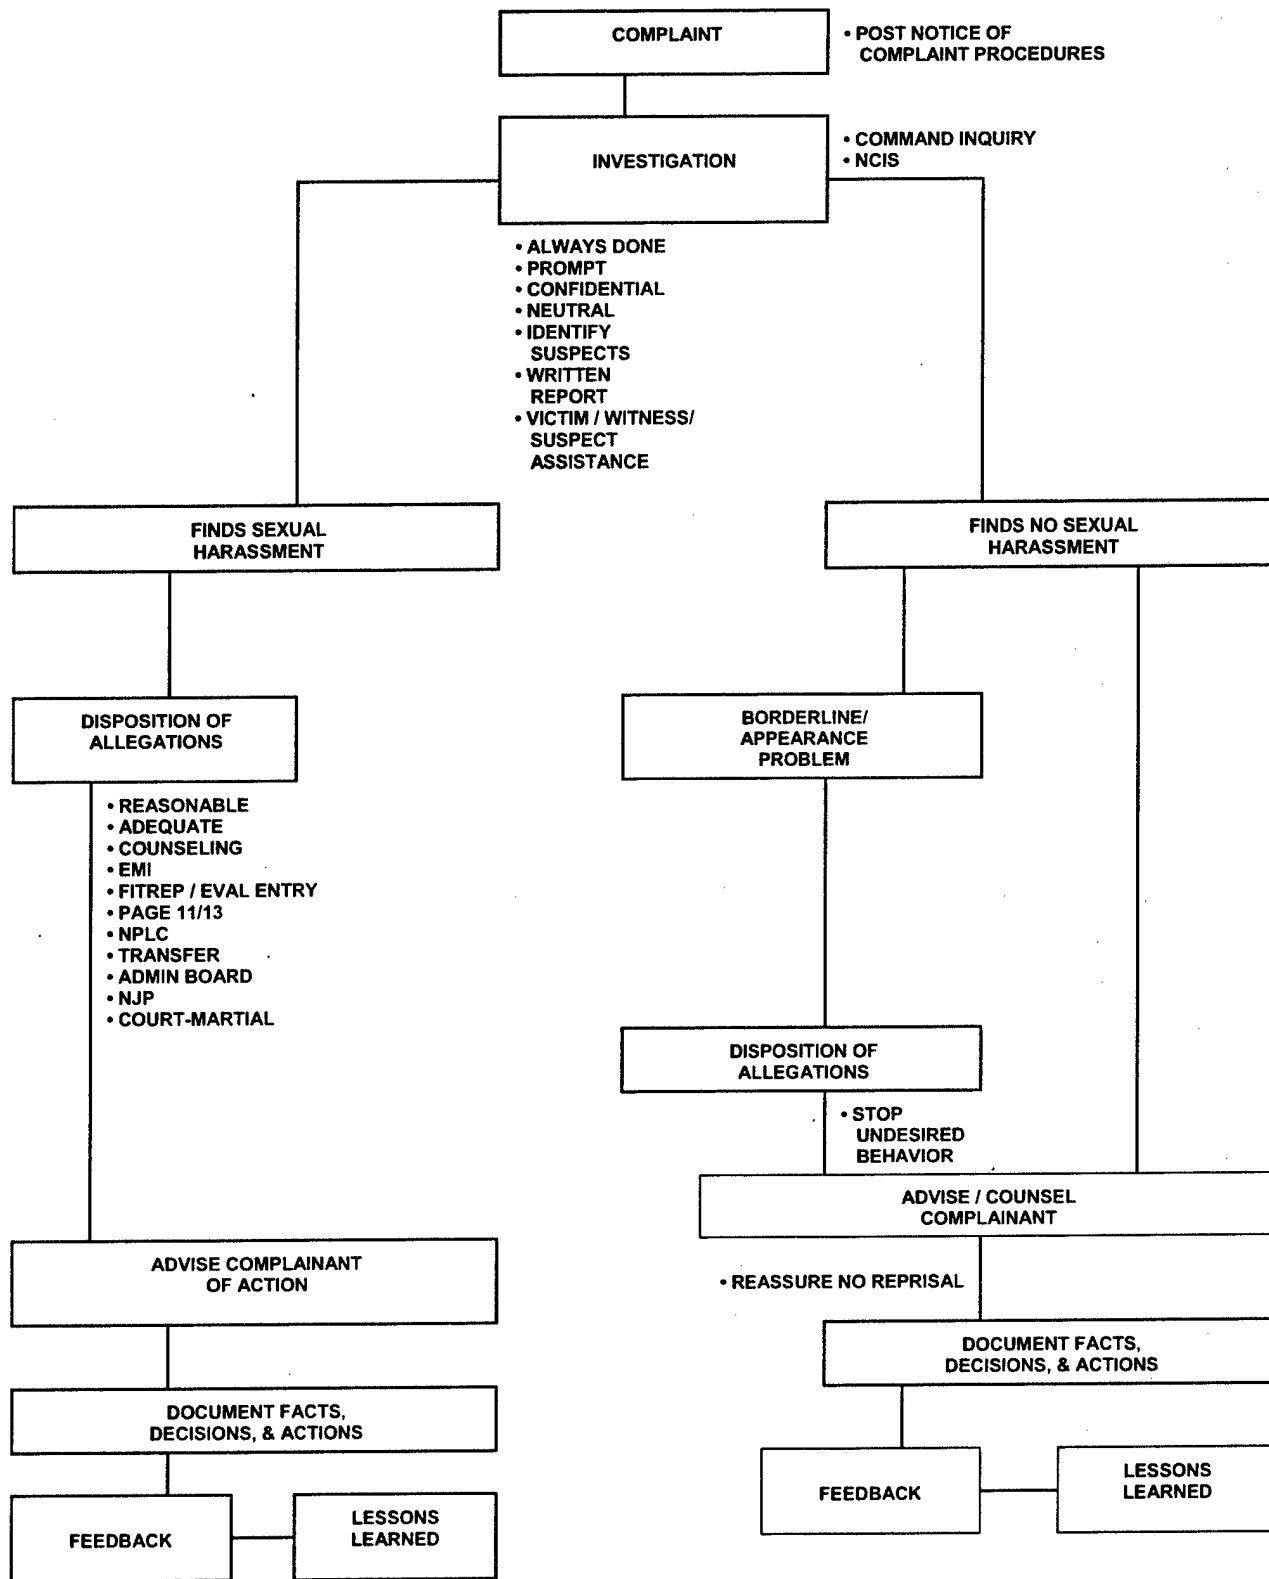 COMPLAINT
• POST NOTICE OF
COMPLAINT PROCEDURES
INVESTIGATION
• COMMAND INQUIRY
• NCIS
• ALWAYS DONE
• PROMPT
• CONFIDENTIAL
• NEUTRAL
• IDENTIFY
SUSPECTS
• WRITTEN
REPORT
• VICTIM / WITNESS/
SUSPECT
ASSISTANCE
FINDS SEXUAL
HARASSMENT
FINDS NO SEXUAL
HARASSMENT
DISPOSITION OF
ALLEGATIONS
• REASONABLE
• ADEQUATE
• COUNSELING
• EMI
• FITREP / EVAL ENTRY
• PAGE 11/13
• NPLC
• TRANSFER
• ADMIN BOARD
• NJP
• COURT-MARTIAL
BORDERLINE/
APPEARANCE
PROBLEM
DISPOSITION OF
ALLEGATIONS
• STOP
UNDESIRED
BEHAVIOR
ADVISE / COUNSEL
COMPLAINANT
• REASSURE NO REPRISAL
DOCUMENT FACTS,
DECISIONS, & ACTIONS
FEEDBACK
LESSONS
LEARNED
ADVISE COMPLAINANT
OF ACTION
DOCUMENT FACTS,
DECISIONS, & ACTIONS
FEEDBACK
LESSONS
LEARNED